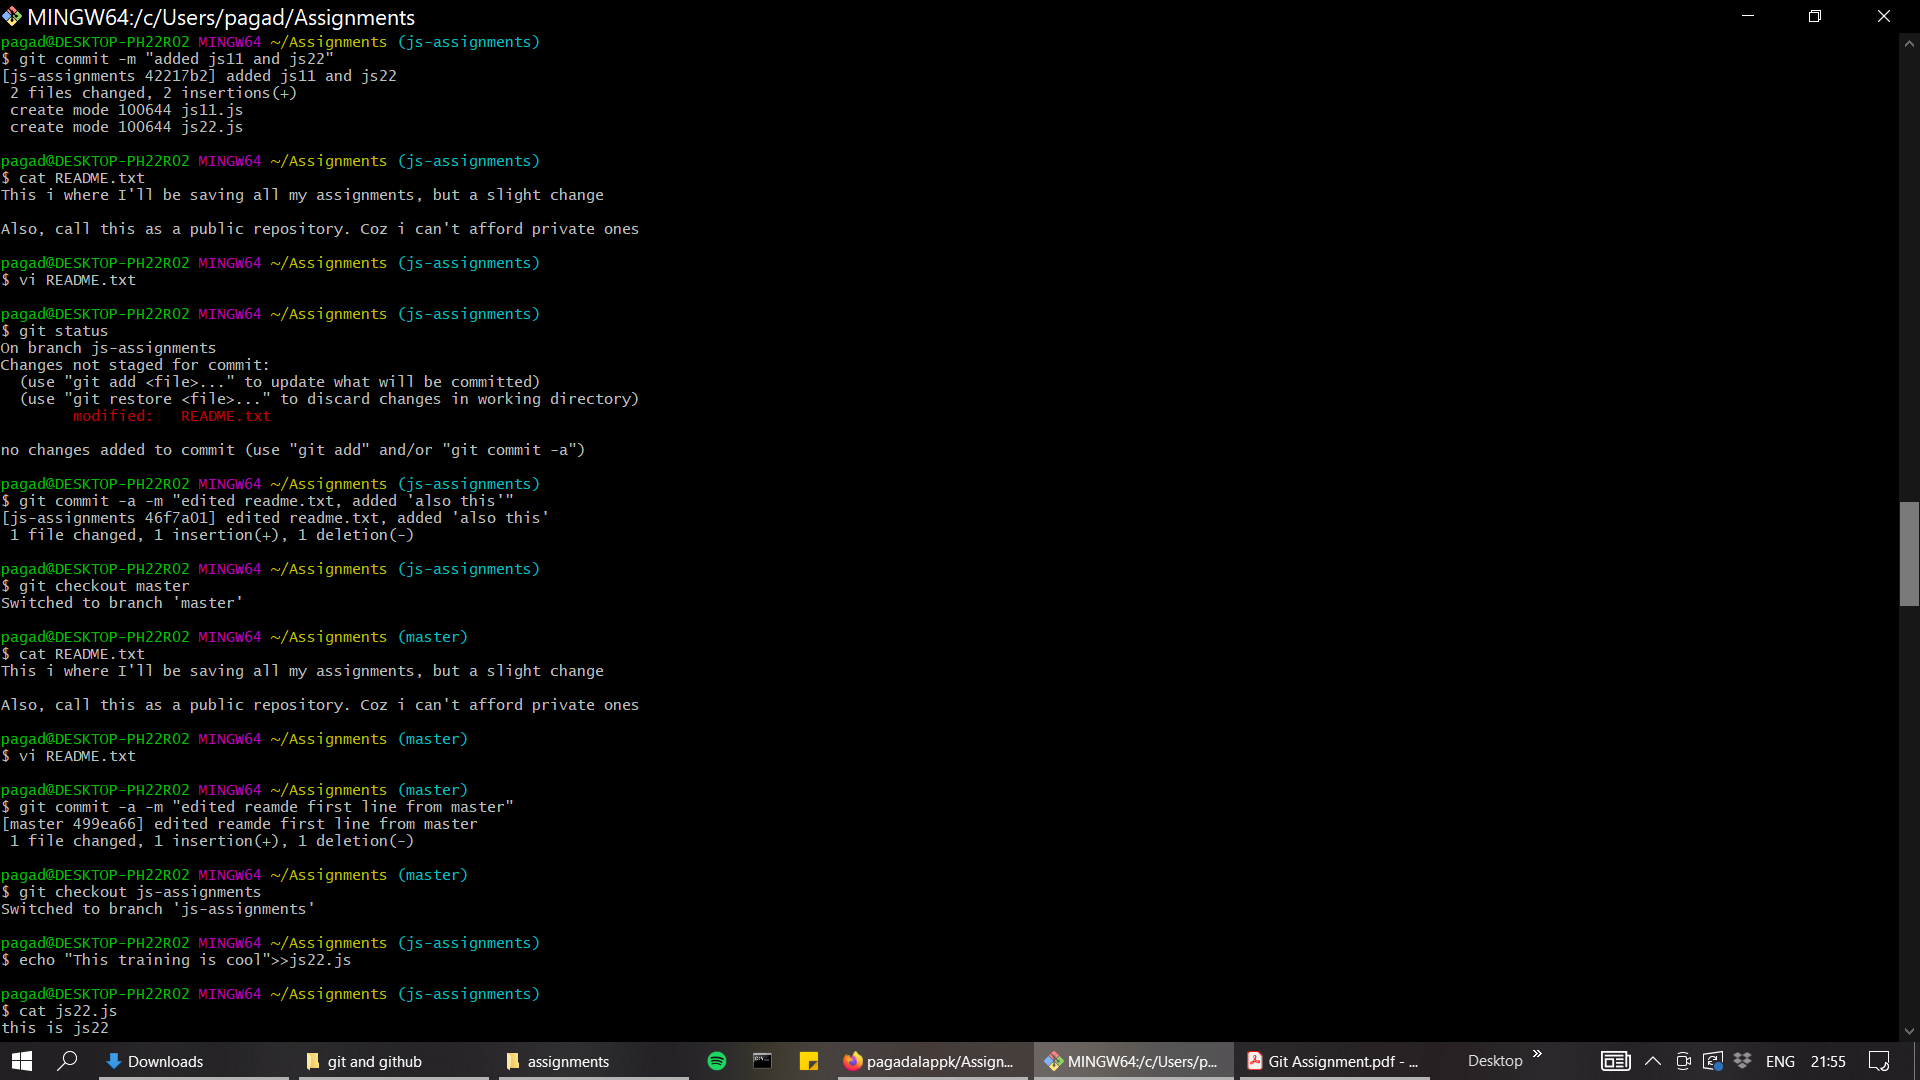 MINGW64:/c/Users/pagad/Assignments
pagad@DESKTOP-PH22R02 MINGW64 ~/Assignments (js-assignments)
$ git commit -m "added js11 and js22"
[js-assignments 42217b2] added js11 and js22
 2 files changed, 2 insertions(+)
 create mode 100644 js11.js
 create mode 100644 js22.js
pagad@DESKTOP-PH22R02 MINGW64 ~/Assignments (js-assignments)
$ cat README.txt
This i where I'll be saving all my assignments, but a slight change
Also, call this as a public repository. Coz i can't afford private ones
pagad@DESKTOP-PH22R02 MINGW64 ~/Assignments (js-assignments)
$ vi README.txt
pagad@DESKTOP-PH22R02 MINGW64 ~/Assignments (js-assignments)
$ git status
On branch js-assignments
Changes not staged for commit:
  (use "git add <file>..." to update what will be committed)
  (use "git restore <file>..." to discard changes in working directory)
        modified:   README.txt
no changes added to commit (use "git add" and/or "git commit -a")
pagad@DESKTOP-PH22R02 MINGW64 ~/Assignments (js-assignments)
$ git commit -a -m "edited readme.txt, added 'also this'"
[js-assignments 46f7a01] edited readme.txt, added 'also this'
 1 file changed, 1 insertion(+), 1 deletion(-)
pagad@DESKTOP-PH22R02 MINGW64 ~/Assignments (js-assignments)
$ git checkout master
Switched to branch 'master'
pagad@DESKTOP-PH22R02 MINGW64 ~/Assignments (master)
$ cat README.txt
This i where I'll be saving all my assignments, but a slight change
Also, call this as a public repository. Coz i can't afford private ones
pagad@DESKTOP-PH22R02 MINGW64 ~/Assignments (master)
$ vi README.txt
pagad@DESKTOP-PH22R02 MINGW64 ~/Assignments (master)
$ git commit -a -m "edited reamde first line from master"
[master 499ea66] edited reamde first line from master
 1 file changed, 1 insertion(+), 1 deletion(-)
pagad@DESKTOP-PH22R02 MINGW64 ~/Assignments (master)
$ git checkout js-assignments
Switched to branch 'js-assignments'
pagad@DESKTOP-PH22R02 MINGW64 ~/Assignments (js-assignments)
$ echo "This training is cool">>js22.js
pagad@DESKTOP-PH22R02 MINGW64 ~/Assignments (js-assignments)
$ cat js22.js
this is js22
Downloads git and github assignments pagadalappk/Assign... MINGW64:/c/Users/p... Git Assignment.pdf - ... Desktop » ENG 21:55